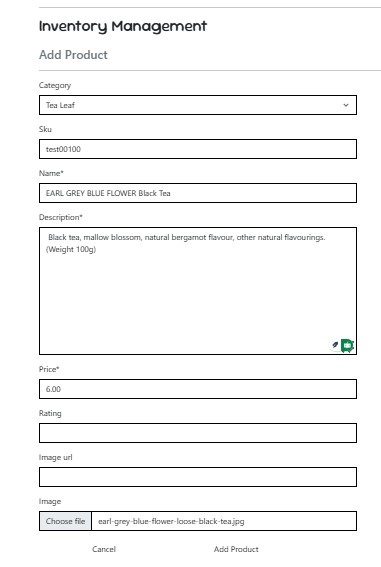 Inventory Management
Add Product
Category
Tea Leaf
Sku
test00100
Name*
EARL GREY BLUE FLOWER Black Tea
Description*
Black tea, mallow blossom, natural bergamot flavour, other natural flavourings.
(Weight 100g)
Price*
6.00
Rating
Image url
Image
Choose file earl-grey-blue-flower-loose-black-tea.jpg
Cancel Add Product